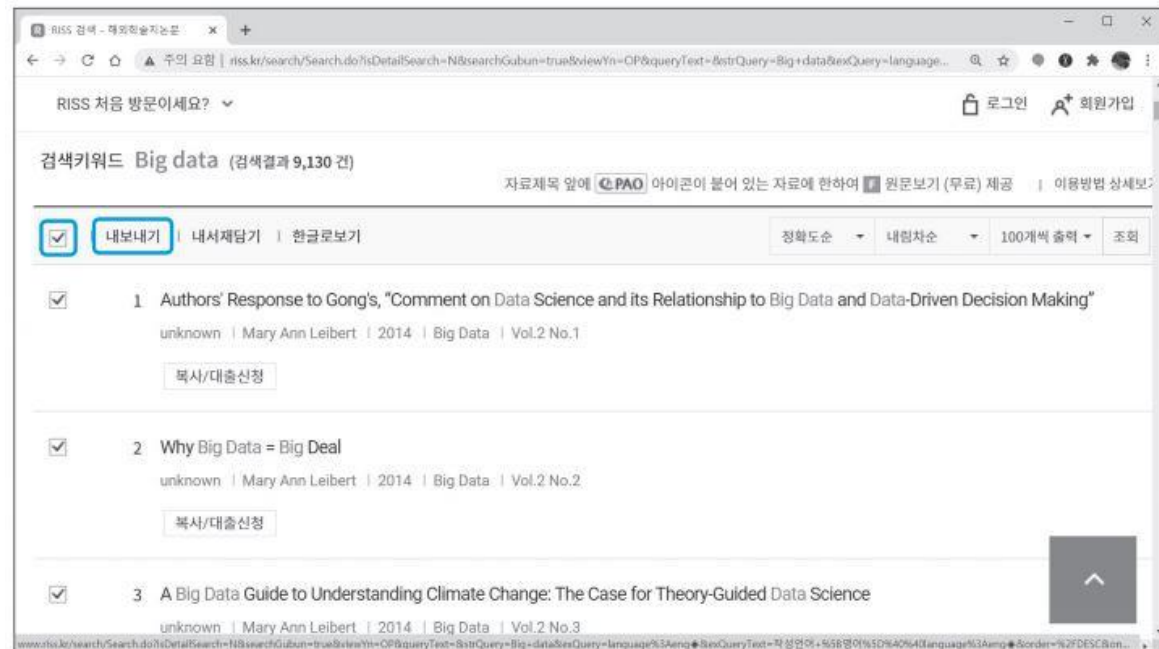 RISS 검색 - 해외학술지논문
주의 요함 | riss.kr/search/Search.do?isDetailSearch=N&searchGubun=true&viewYn=OP&queryText=&strQuery=Big+data&exQuery=language...
RISS 처음 방문이세요? 로그인 회원가입
검색키워드 Big data (검색결과 9,130 건)
자료제목 앞에 PAO 아이콘이 붙어 있는 자료에 한하여 F 원문보기 (무료) 제공 | 이용방법 상세보기
내보내기 | 내서재담기 | 한글로보기 정확도순 내림차순 100개씩 출력 조회
1 Authors' Response to Gong's, "Comment on Data Science and its Relationship to Big Data and Data-Driven Decision Making"
unknown | Mary Ann Leibert | 2014 | Big Data | Vol.2 No.1
복사/대출신청
2 Why Big Data = Big Deal
unknown | Mary Ann Leibert | 2014 | Big Data | Vol.2 No.2
복사/대출신청
3 A Big Data Guide to Understanding Climate Change: The Case for Theory-Guided Data Science
unknown | Mary Ann Leibert | 2014 | Big Data | Vol.2 No.3